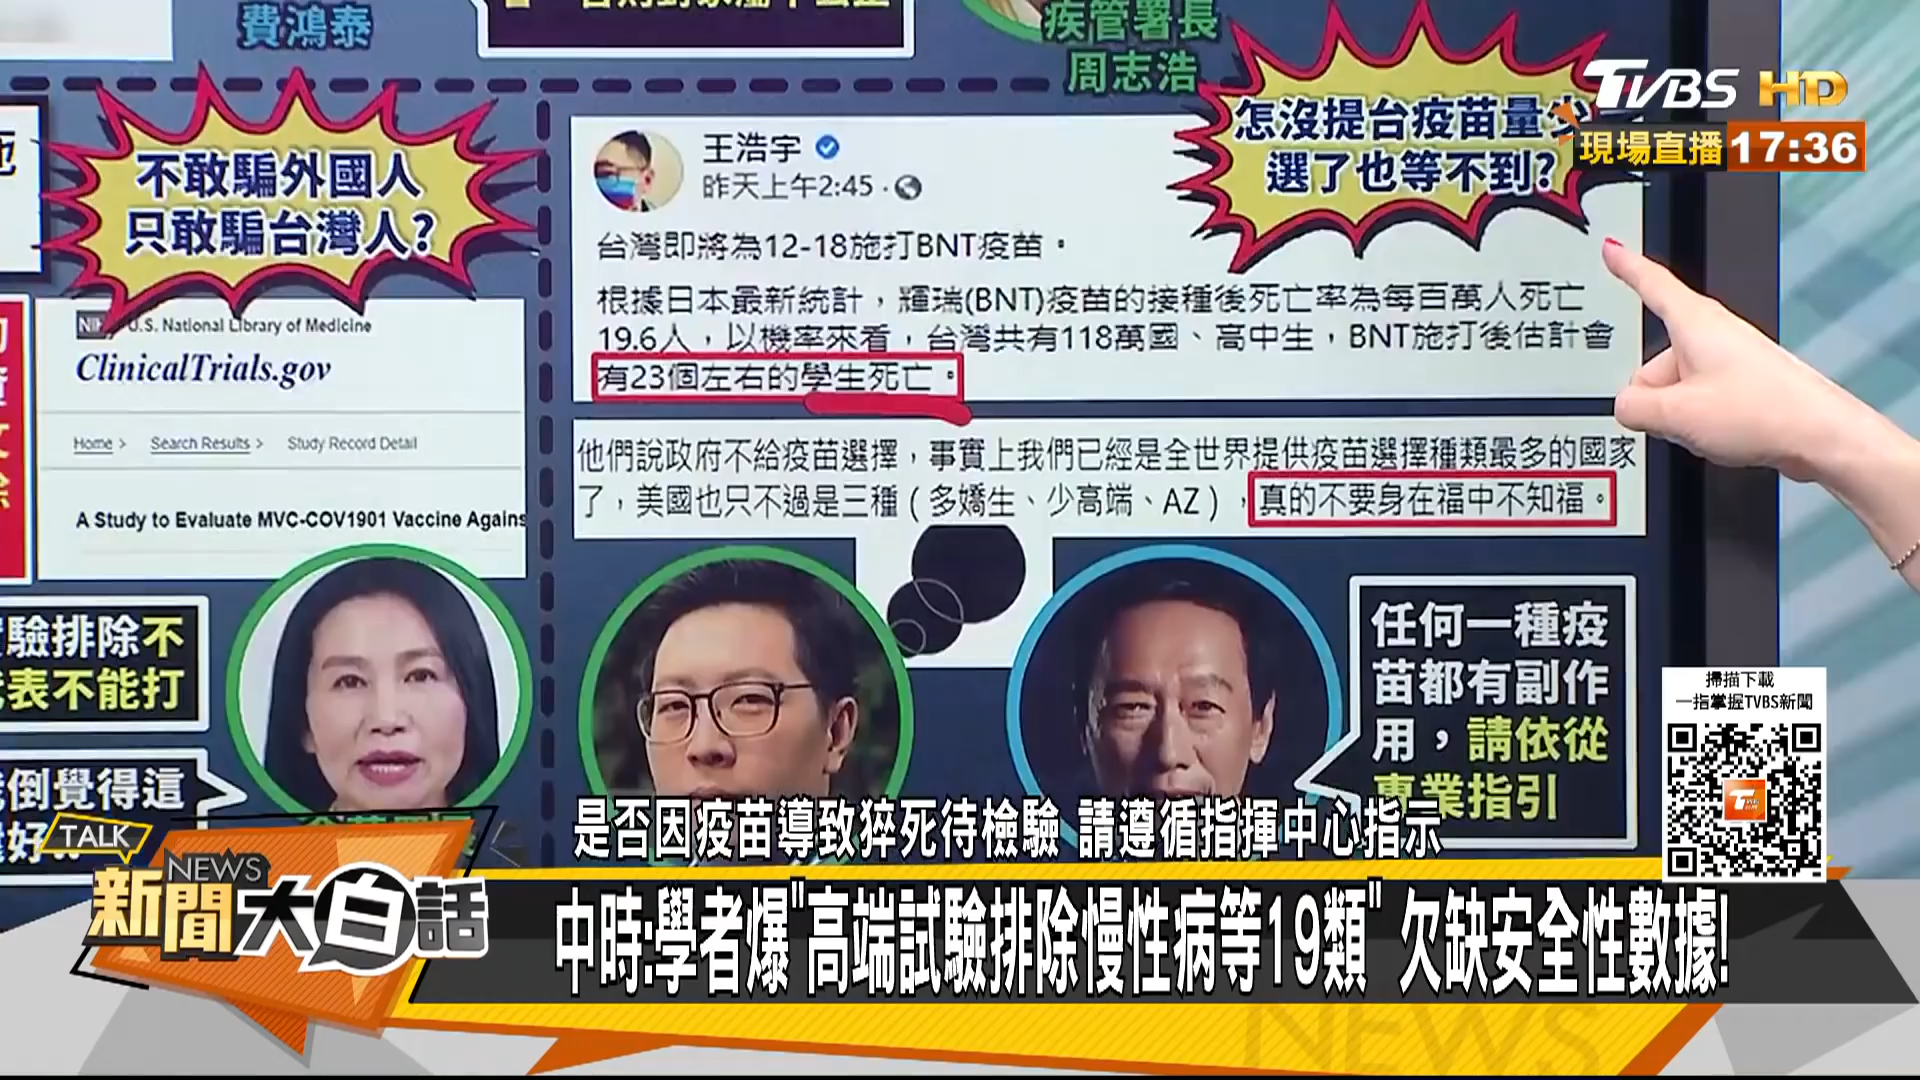 費鴻泰
疾管署長
周志浩
TVBS HD
現場直播 17:36
不敢騙外國人
只敢騙台灣人?
怎沒提台疫苗量少
選了也等不到?
王浩宇
昨天上午2:45
台灣即將為12-18施打BNT疫苗。
根據日本最新統計，輝瑞(BNT)疫苗的接種後死亡率為每百萬人死亡
19.6人，以機率來看，台灣共有118萬國、高中生，BNT施打後估計會
有23個左右的學生死亡。
他們說政府不給疫苗選擇，事實上我們已經是全世界提供疫苗選擇種類最多的國家
了，美國也只不過是三種（多嬌生、少高端、AZ），真的不要身在福中不知福。
NIH U.S. National Library of Medicine
ClinicalTrials.gov
Home > Search Results > Study Record Detail
A Study to Evaluate MVC-COV1901 Vaccine Agains
驗排除不
表不能打
倒覺得這
好
任何一種疫
苗都有副作
用，請依從
專業指引
掃描下載
一指掌握TVBS新聞
是否因疫苗導致猝死待檢驗 請遵循指揮中心指示
TALK
NEWS
新聞大白話
中時:學者爆"高端試驗排除慢性病等19類" 欠缺安全性數據!
NEWS